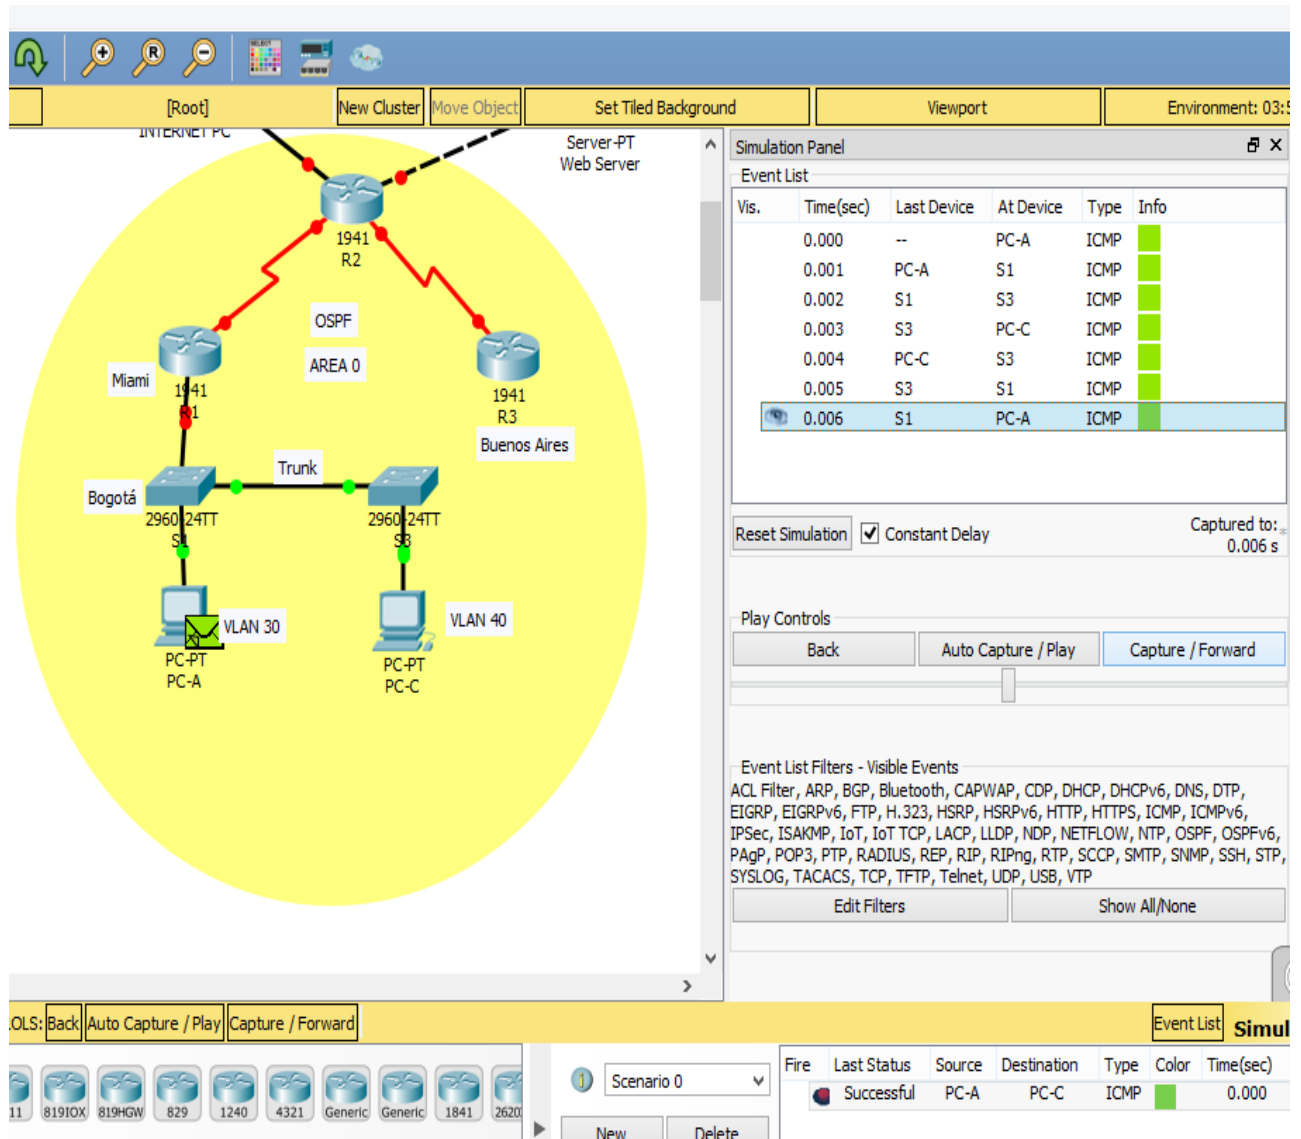 [Root]
New Cluster
Move Object
Set Tiled Background
Viewport
Environment: 03:5
INTERNET PC
Server-PT
Web Server
1941
R2
OSPF
AREA 0
Miami
1941
R1
1941
R3
Buenos Aires
Trunk
Bogotá
2960-24TT
S1
2960-24TT
S3
VLAN 30
PC-PT
PC-A
VLAN 40
PC-PT
PC-C
Simulation Panel
Event List
Vis. Time(sec) Last Device At Device Type Info
0.000 -- PC-A ICMP
0.001 PC-A S1 ICMP
0.002 S1 S3 ICMP
0.003 S3 PC-C ICMP
0.004 PC-C S3 ICMP
0.005 S3 S1 ICMP
0.006 S1 PC-A ICMP
Reset Simulation
Constant Delay
Captured to:
0.006 s
Play Controls
Back
Auto Capture / Play
Capture / Forward
Event List Filters - Visible Events
ACL Filter, ARP, BGP, Bluetooth, CAPWAP, CDP, DHCP, DHCPv6, DNS, DTP,
EIGRP, EIGRPv6, FTP, H.323, HSRP, HSRPv6, HTTP, HTTPS, ICMP, ICMPv6,
IPSec, ISAKMP, IoT, IoT TCP, LACP, LLDP, NDP, NETFLOW, NTP, OSPF, OSPFv6,
PAgP, POP3, PTP, RADIUS, REP, RIP, RIPng, RTP, SCCP, SMTP, SNMP, SSH, STP,
SYSLOG, TACACS, TCP, TFTP, Telnet, UDP, USB, VTP
Edit Filters
Show All/None
.OLS:
Back
Auto Capture / Play
Capture / Forward
Event List
Simul
11
819IOX
819HGW
829
1240
4321
Generic
Generic
1841
2620
Scenario 0
New
Delete
Fire Last Status Source Destination Type Color Time(sec)
Successful PC-A PC-C ICMP 0.000